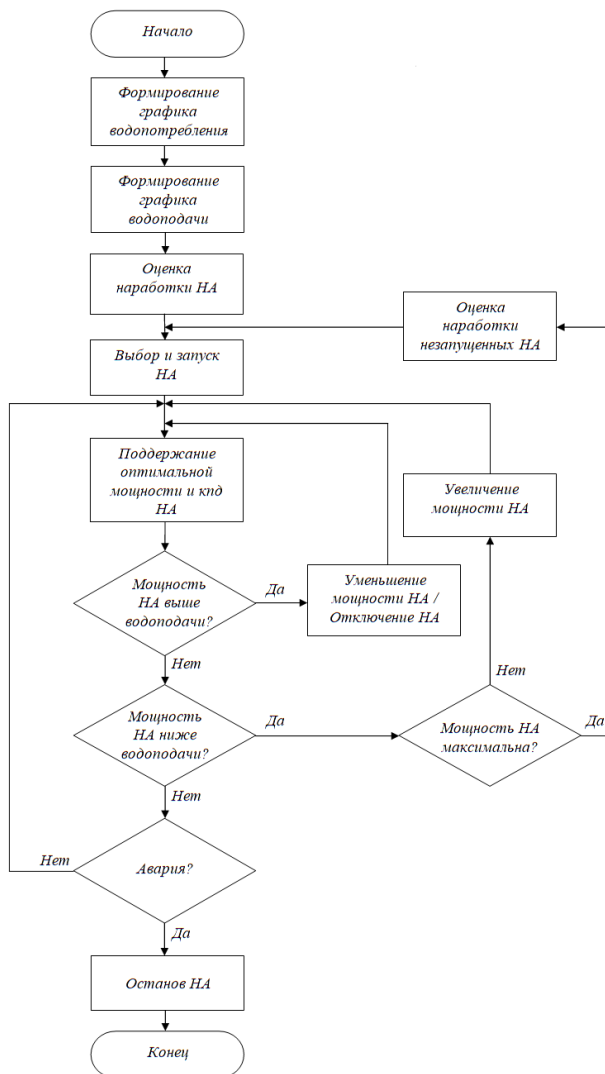 Начало
Формирование
графика
водопотребления
Формирование
графика
водоподачи
Оценка
наработки НА
Оценка
наработки
незапущенных НА
Выбор и запуск
НА
Поддержание
оптимальной
мощности и кпд
НА
Увеличение
мощности НА
Мощность
НА выше
водоподачи?
Да
Уменьшение
мощности НА /
Отключение НА
Нет
Нет
Мощность
НА ниже
водоподачи?
Да
Мощность НА
максимальна?
Да
Нет
Нет
Авария?
Да
Останов НА
Конец